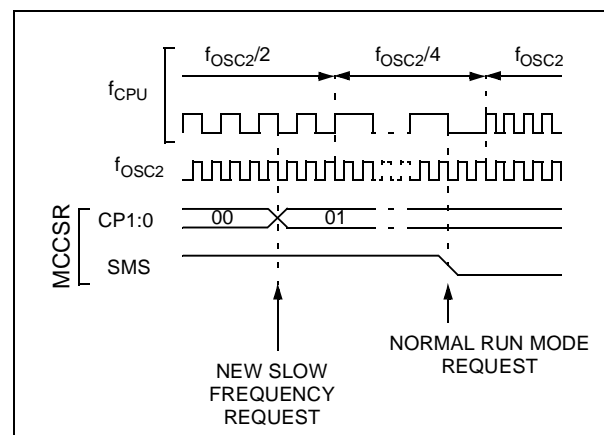 fOSC2/2
fOSC2/4
fOSC2
fCPU
fOSC2
MCCSR
CP1:0
00
01
SMS
NEW SLOW
FREQUENCY
REQUEST
NORMAL RUN MODE
REQUEST